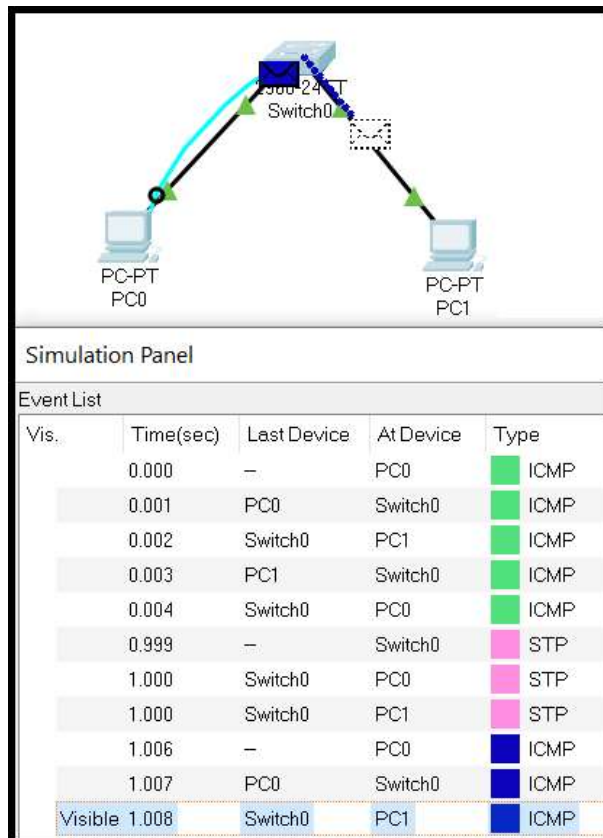 2960-24TT
Switch0
PC-PT
PC0
PC-PT
PC1
Simulation Panel
Event List
Vis. Time(sec) Last Device At Device Type
0.000 – PC0 ICMP
0.001 PC0 Switch0 ICMP
0.002 Switch0 PC1 ICMP
0.003 PC1 Switch0 ICMP
0.004 Switch0 PC0 ICMP
0.999 – Switch0 STP
1.000 Switch0 PC0 STP
1.000 Switch0 PC1 STP
1.006 – PC0 ICMP
1.007 PC0 Switch0 ICMP
Visible 1.008 Switch0 PC1 ICMP